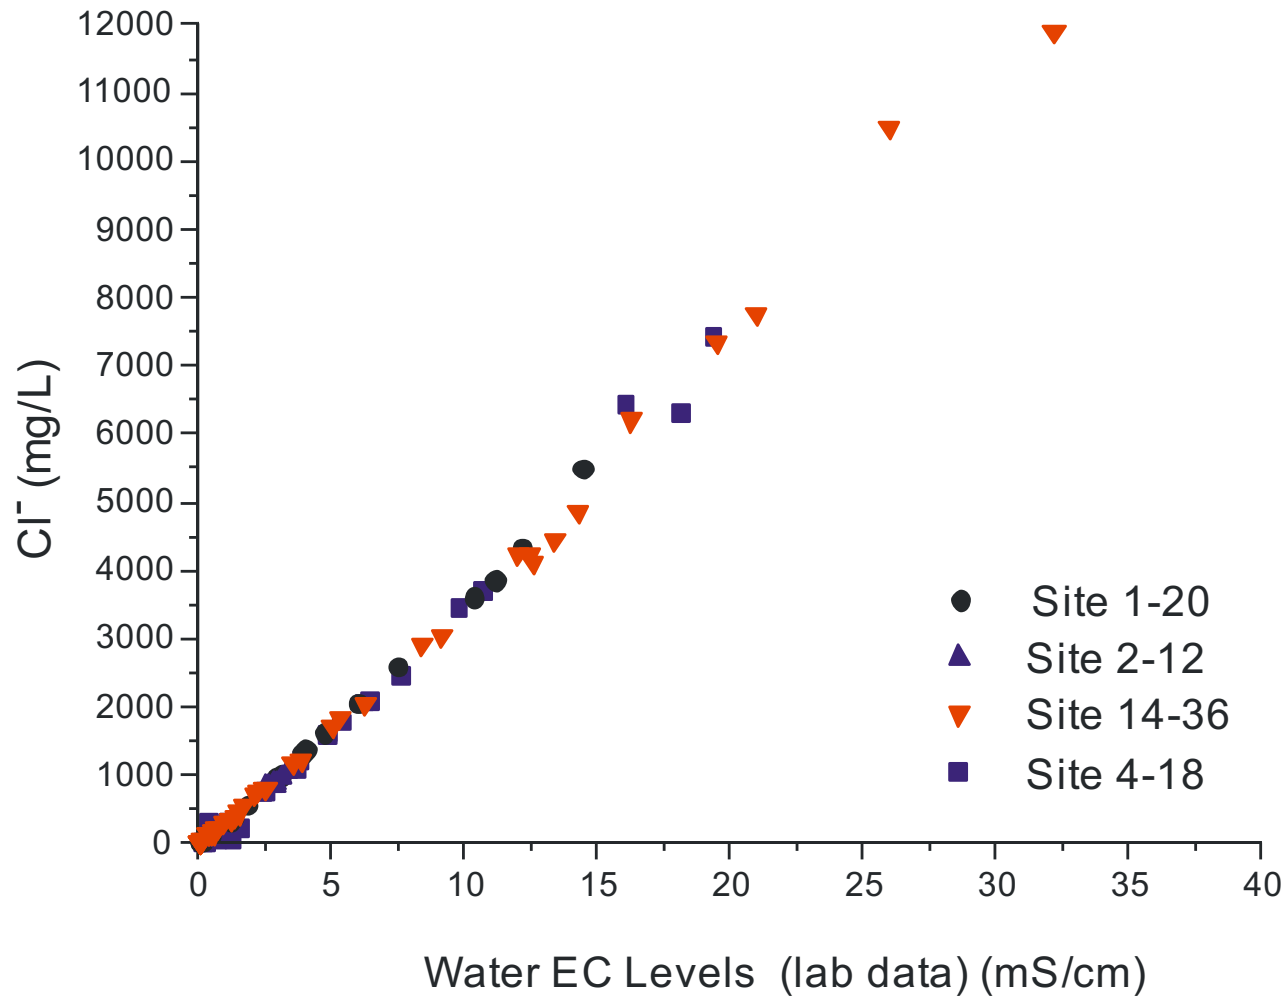 12000
11000
10000
9000
8000
7000
6000
5000
4000
3000
2000
1000
0
Cl⁻ (mg/L)
Site 1-20
Site 2-12
Site 14-36
Site 4-18
0 5 10 15 20 25 30 35 40
Water EC Levels (lab data) (mS/cm)